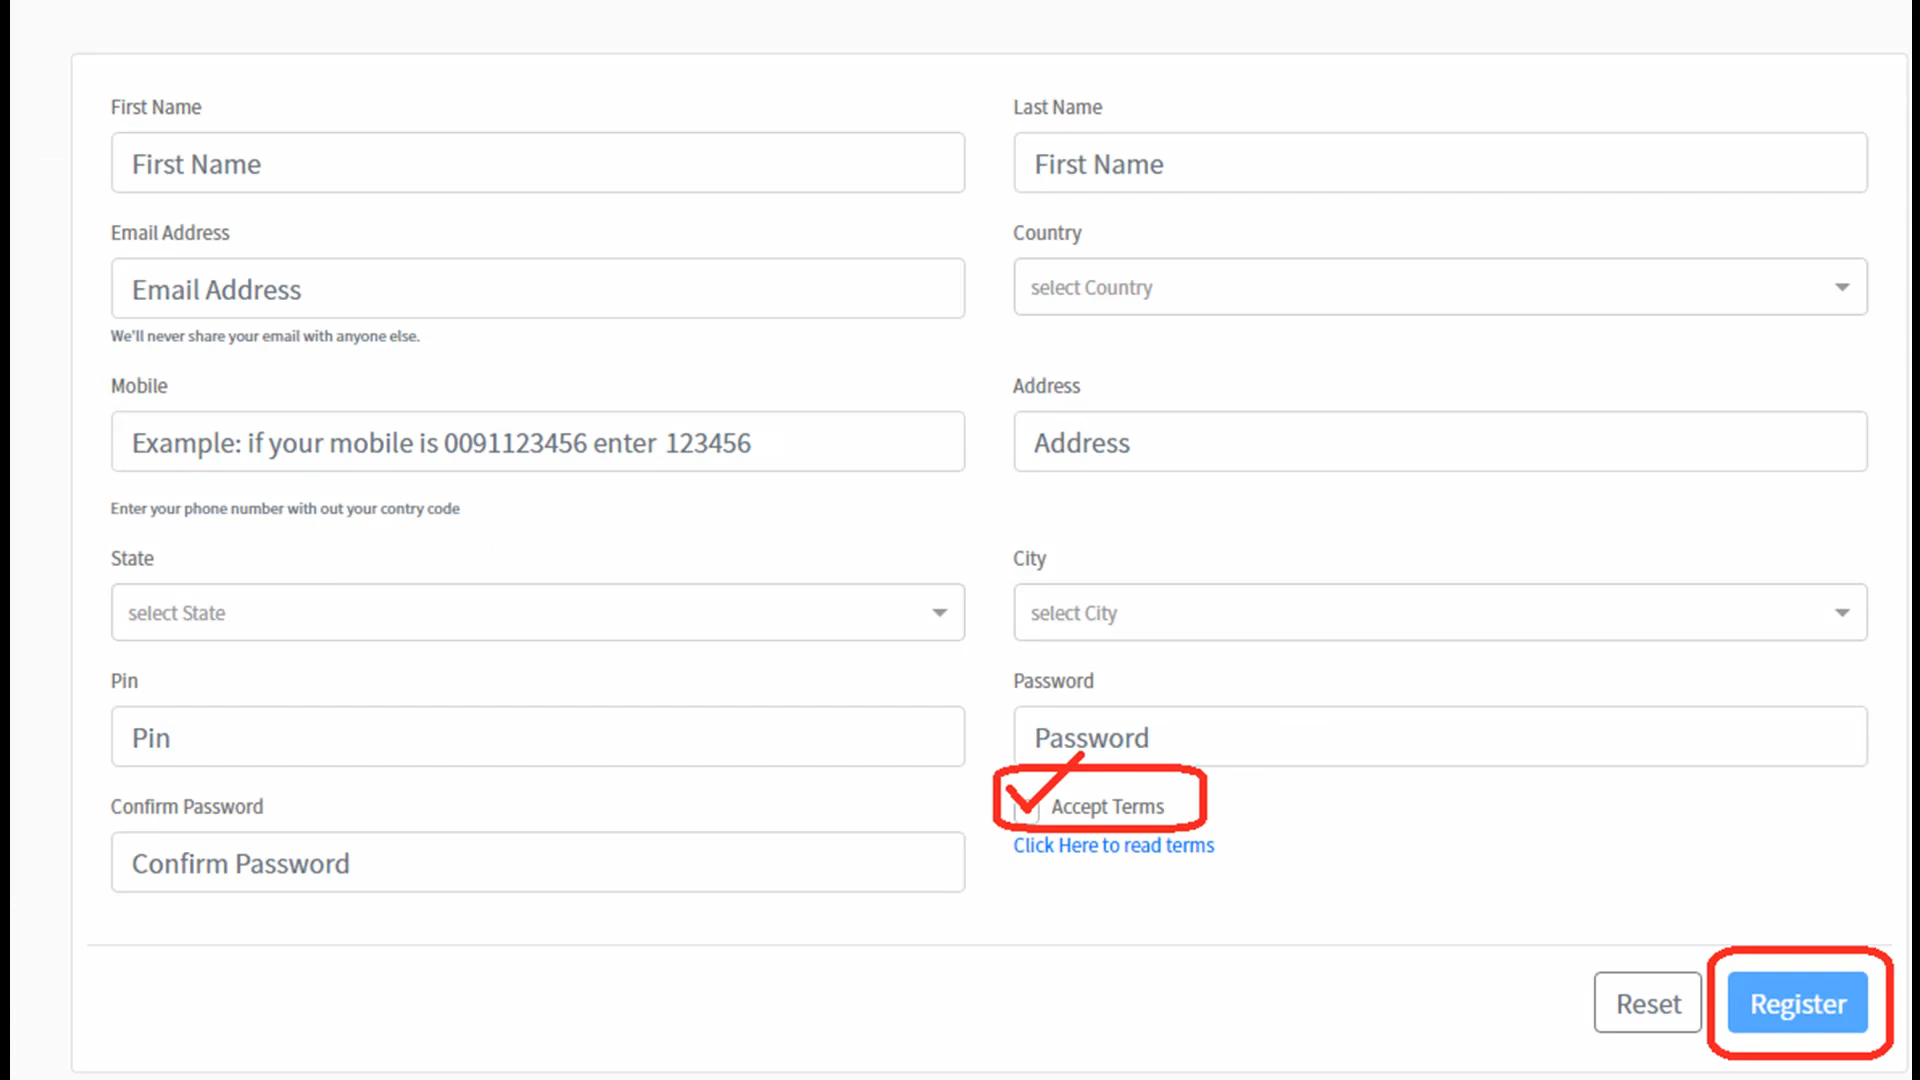 First Name
Last Name
First Name
First Name
Email Address
Country
Email Address
select Country
We'll never share your email with anyone else.
Mobile
Address
Example: if your mobile is 0091123456 enter 123456
Address
Enter your phone number with out your contry code
State
City
select State
select City
Pin
Password
Pin
Password
Confirm Password
Accept Terms
Click Here to read terms
Confirm Password
Reset
Register